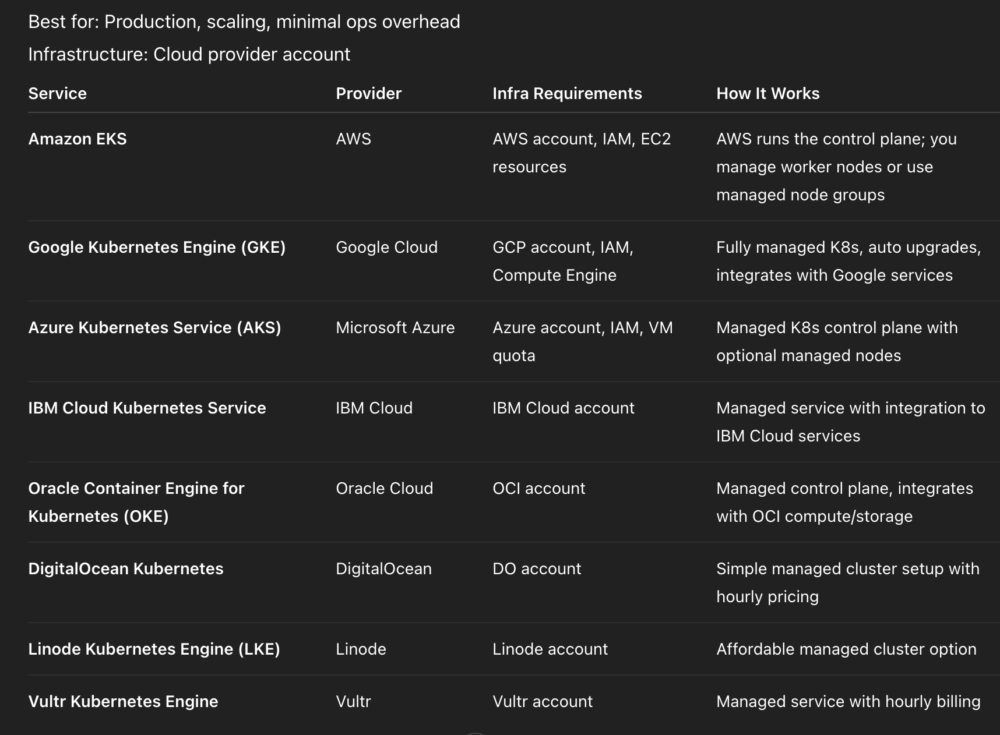 Best for: Production, scaling, minimal ops overhead
Infrastructure: Cloud provider account
Service Provider Infra Requirements How It Works
Amazon EKS AWS AWS account, IAM, EC2 AWS runs the control plane; you
resources manage worker nodes or use
managed node groups
Google Kubernetes Engine (GKE) Google Cloud GCP account, IAM, Fully managed K8s, auto upgrades,
Compute Engine integrates with Google services
Azure Kubernetes Service (AKS) Microsoft Azure Azure account, IAM, VM Managed K8s control plane with
quota optional managed nodes
IBM Cloud Kubernetes Service IBM Cloud IBM Cloud account Managed service with integration to
IBM Cloud services
Oracle Container Engine for Oracle Cloud OCI account Managed control plane, integrates
Kubernetes (OKE) with OCI compute/storage
DigitalOcean Kubernetes DigitalOcean DO account Simple managed cluster setup with
hourly pricing
Linode Kubernetes Engine (LKE) Linode Linode account Affordable managed cluster option
Vultr Kubernetes Engine Vultr Vultr account Managed service with hourly billing